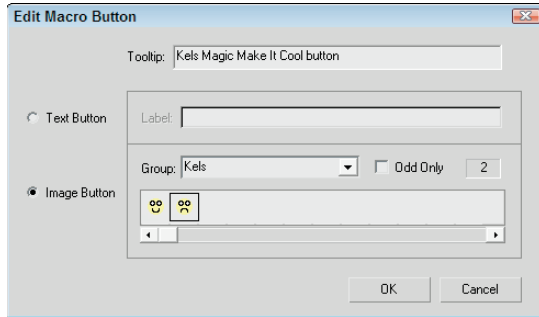 Edit Macro Button
Tooltip: Kels Magic Make It Cool button
Text Button
Label:
Group: Kels Odd Only 2
Image Button
OK Cancel